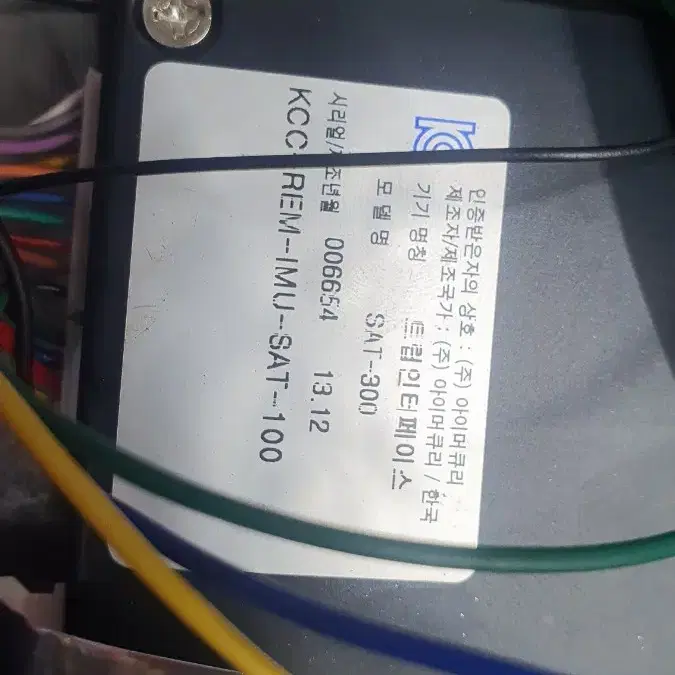 인증받은자의 상호 : (주) 아이머큐리
제조자/제조국가 : (주) 아이머큐리 / 한국
기기 명칭 트립인터페이스
모델명 SAT-300
시리얼/제조년월 006654 13.12
KCC-REM-IMU-SAT-100